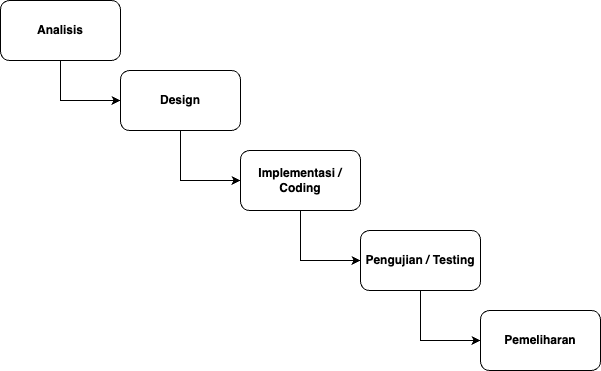 Analisis
Design
Implementasi /
Coding
Pengujian / Testing
Pemeliharan